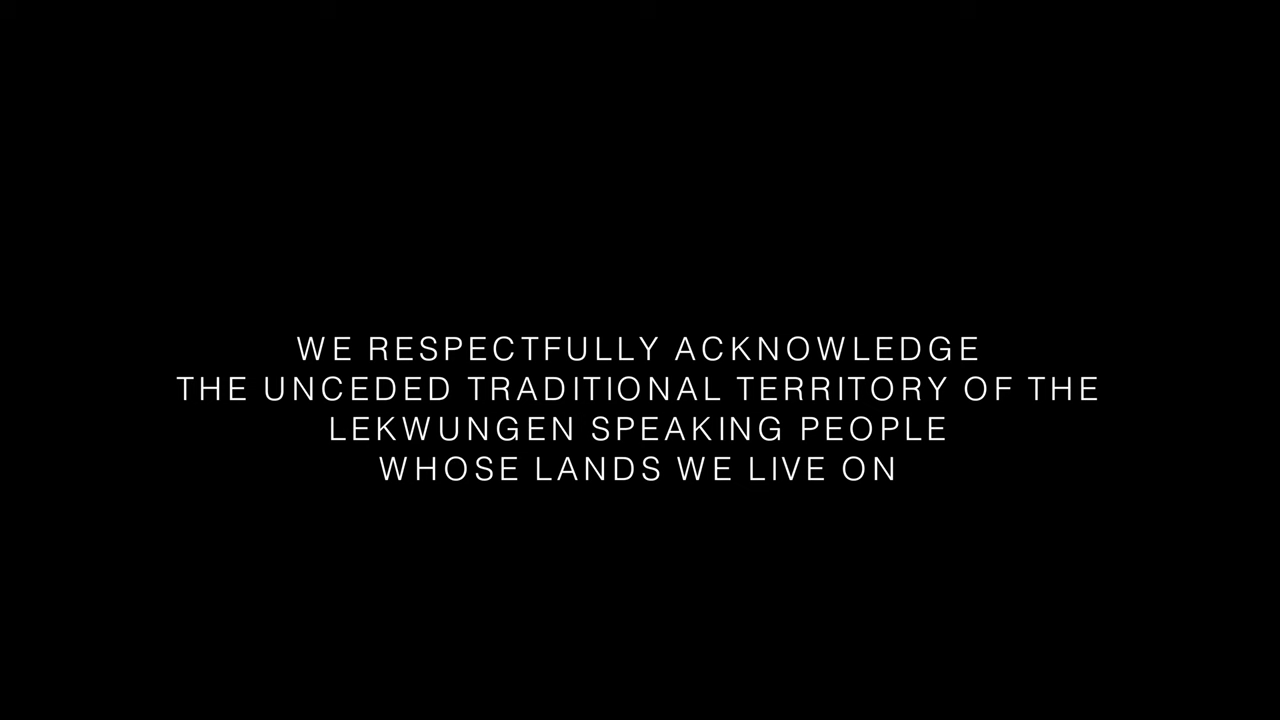 WE RESPECTFULLY ACKNOWLEDGE
THE UNCEDED TRADITIONAL TERRITORY OF THE
LEKWUNGEN SPEAKING PEOPLE
WHOSE LANDS WE LIVE ON